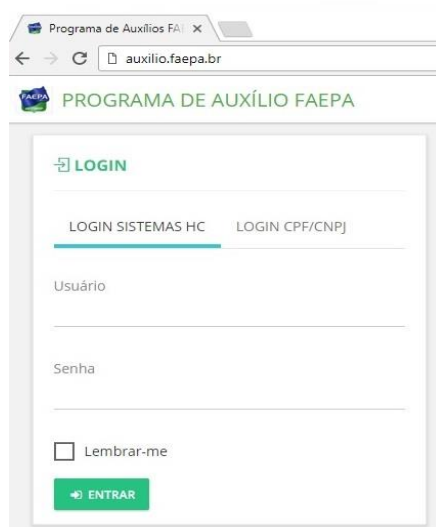 Programa de Auxílios FA
auxilio.faepa.br
FAEPA PROGRAMA DE AUXÍLIO FAEPA
LOGIN
LOGIN SISTEMAS HC LOGIN CPF/CNPJ
Usuário
Senha
Lembrar-me
ENTRAR